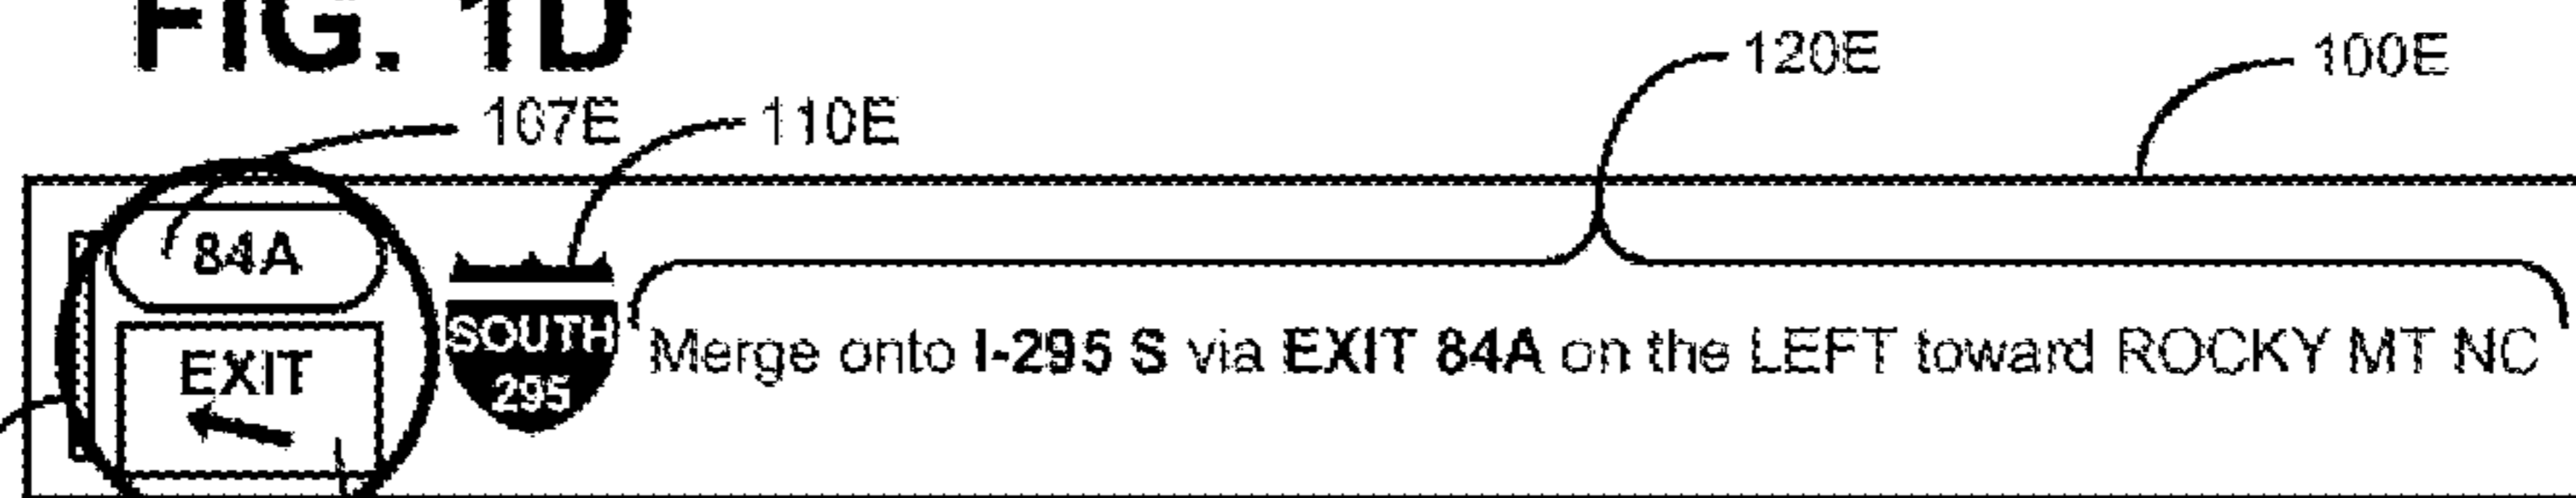 FIG. 1D
120E
100E
107E
110E
84A
EXIT
SOUTH
295
Merge onto I-295 S via EXIT 84A on the LEFT toward ROCKY MT NC